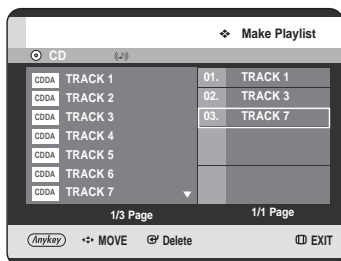 ❖ Make Playlist
CD
CDDA TRACK 1
CDDA TRACK 2
CDDA TRACK 3
CDDA TRACK 4
CDDA TRACK 5
CDDA TRACK 6
CDDA TRACK 7
1/3 Page
01. TRACK 1
02. TRACK 3
03. TRACK 7
1/1 Page
Anykey MOVE Delete EXIT